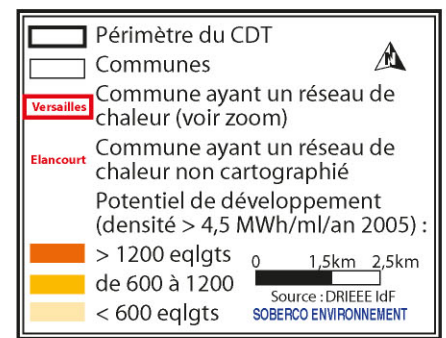 Périmètre du CDT
N
Communes
Versailles
Commune ayant un réseau de
chaleur (voir zoom)
Elancourt
Commune ayant un réseau de
chaleur non cartographié
Potentiel de développement
(densité > 4,5 MWh/ml/an 2005) :
> 1200 eqlgts
0 1,5km 2,5km
de 600 à 1200
Source : DRIEEE IdF
< 600 eqlgts
SOBERCO ENVIRONNEMENT